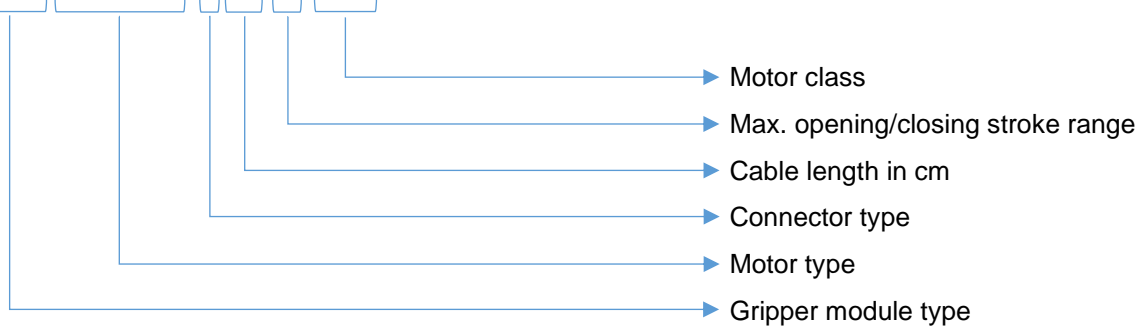 Motor class
Max. opening/closing stroke range
Cable length in cm
Connector type
Motor type
Gripper module type